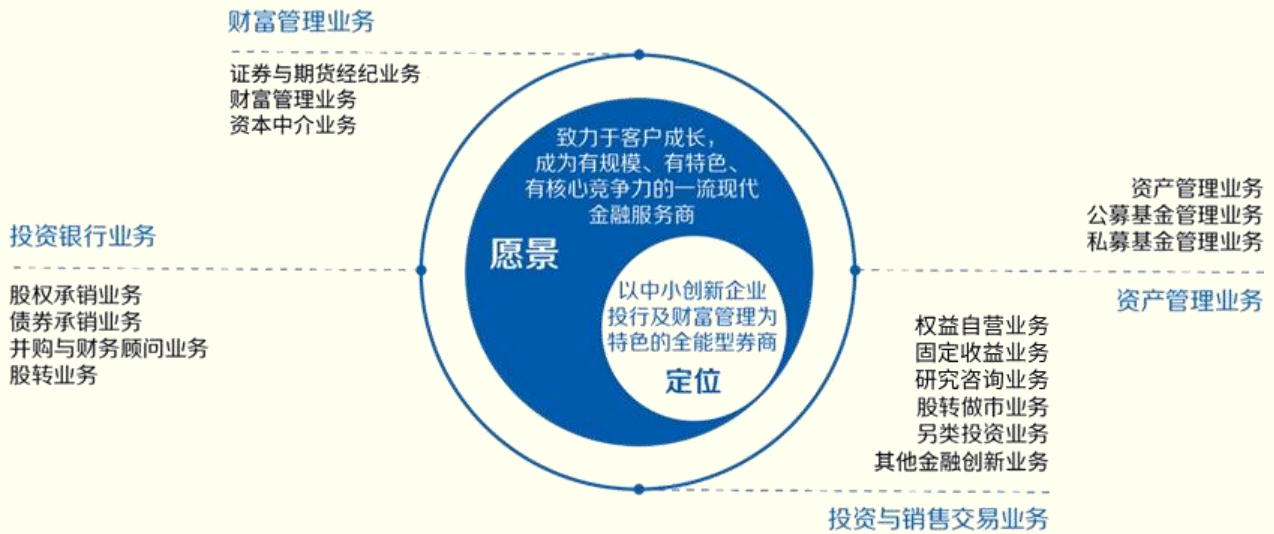 财富管理业务
证券与期货经纪业务
财富管理业务
资本中介业务
投资银行业务
股权承销业务
债券承销业务
并购与财务顾问业务
股转业务
致力于客户成长，
成为有规模、有特色、
有核心竞争力的一流现代
金融服务商
愿景
以中小创新企业
投行及财富管理为
特色的全能型券商
定位
资产管理业务
公募基金管理业务
私募基金管理业务
资产管理业务
权益自营业务
固定收益业务
研究咨询业务
股转做市业务
另类投资业务
其他金融创新业务
投资与销售交易业务